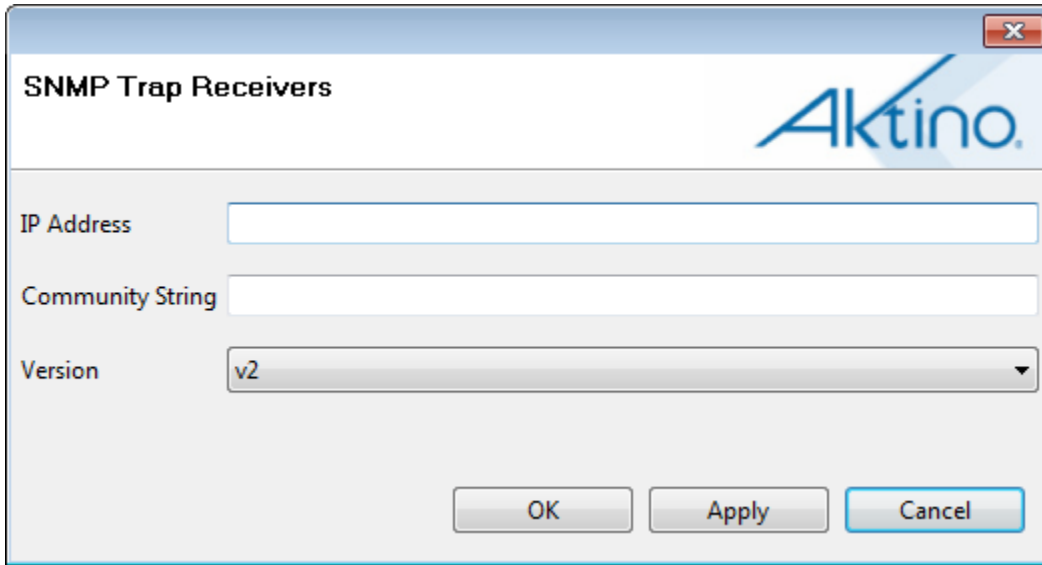 SNMP Trap Receivers
Aktino®
IP Address
Community String
Version v2
OK Apply Cancel